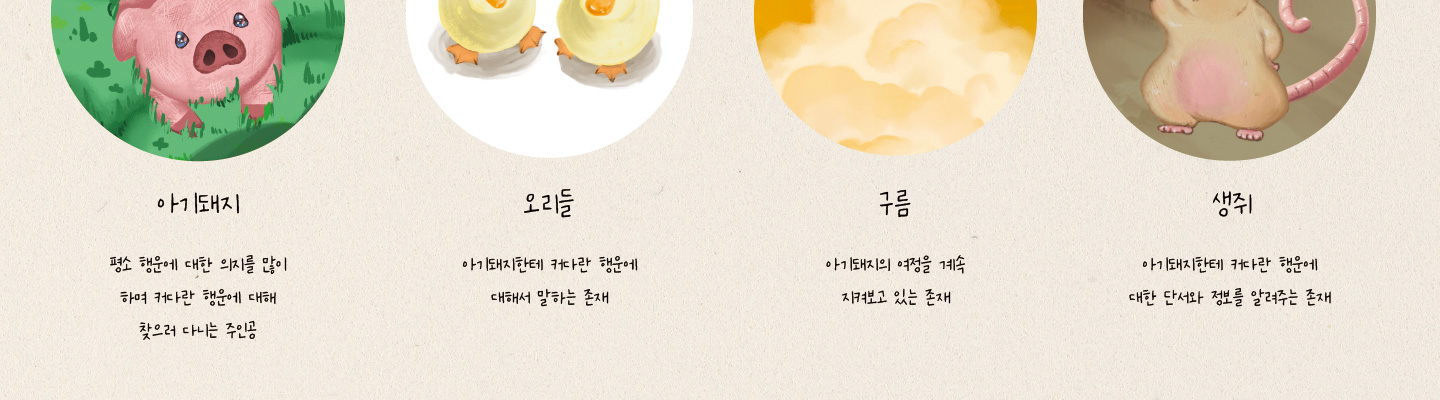 아기돼지
평소 행운에 대한 의지를 많이
하며 커다란 행운에 대해
찾으러 다니는 주인공
오리들
아기돼지한테 커다란 행운에
대해서 말하는 존재
구름
아기돼지의 여정을 계속
지켜보고 있는 존재
생쥐
아기돼지한테 커다란 행운에
대한 단서와 정보를 알려주는 존재